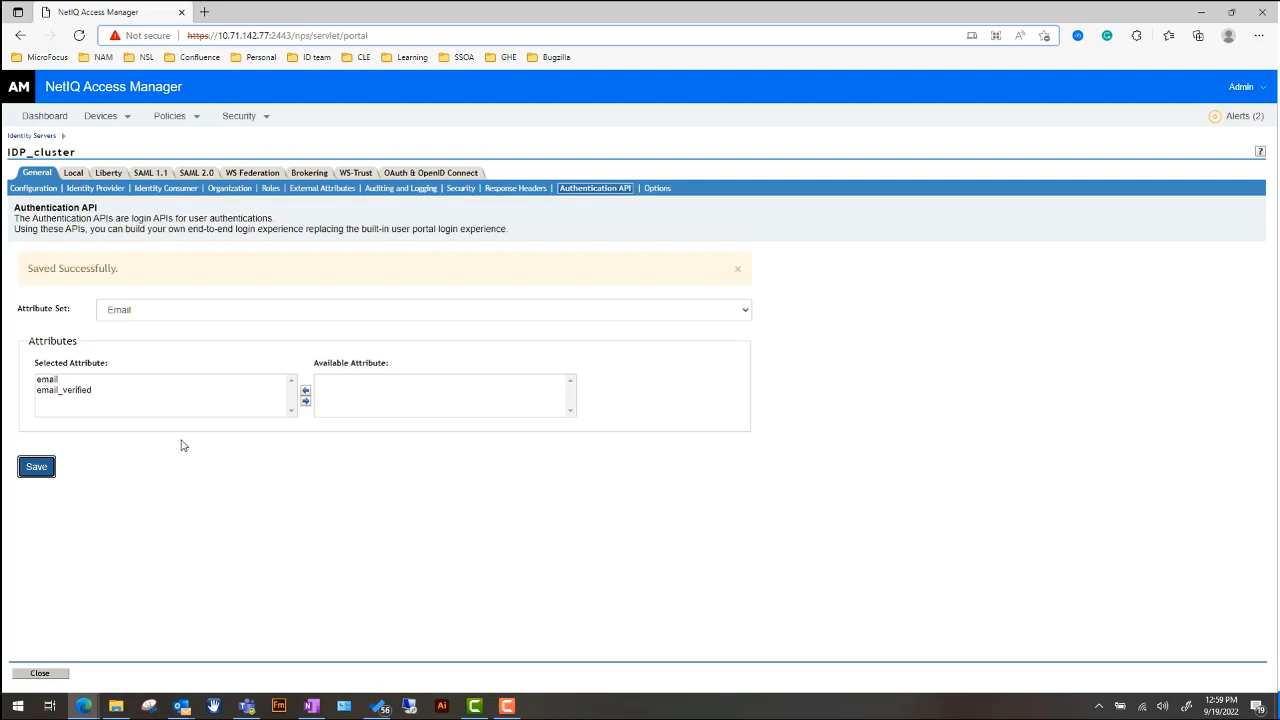 NetIQ Access Manager
Not secure https://10.71.142.77:2443/nps/servlet/portal
MicroFocus NAM NSL Confluence Personal ID team CLE Learning SSOA GHE Bugzilla
AM NetIQ Access Manager Admin
Dashboard Devices Policies Security Alerts (2)
Identity Servers
IDP_cluster ?
General Local Liberty SAML 1.1 SAML 2.0 WS Federation Brokering WS-Trust OAuth & OpenID Connect
Configuration | Identity Provider | Identity Consumer | Organization | Roles | External Attributes | Auditing and Logging | Security | Response Headers | Authentication API | Options
Authentication API
The Authentication APIs are login APIs for user authentications.
Using these APIs, you can build your own end-to-end login experience replacing the built-in user portal login experience.
Saved Successfully. ×
Attribute Set: Email
Attributes
Selected Attribute: Available Attribute:
email
email_verified
Save
Close
Fm 56 Ai
12:59 PM
9/19/2022
19